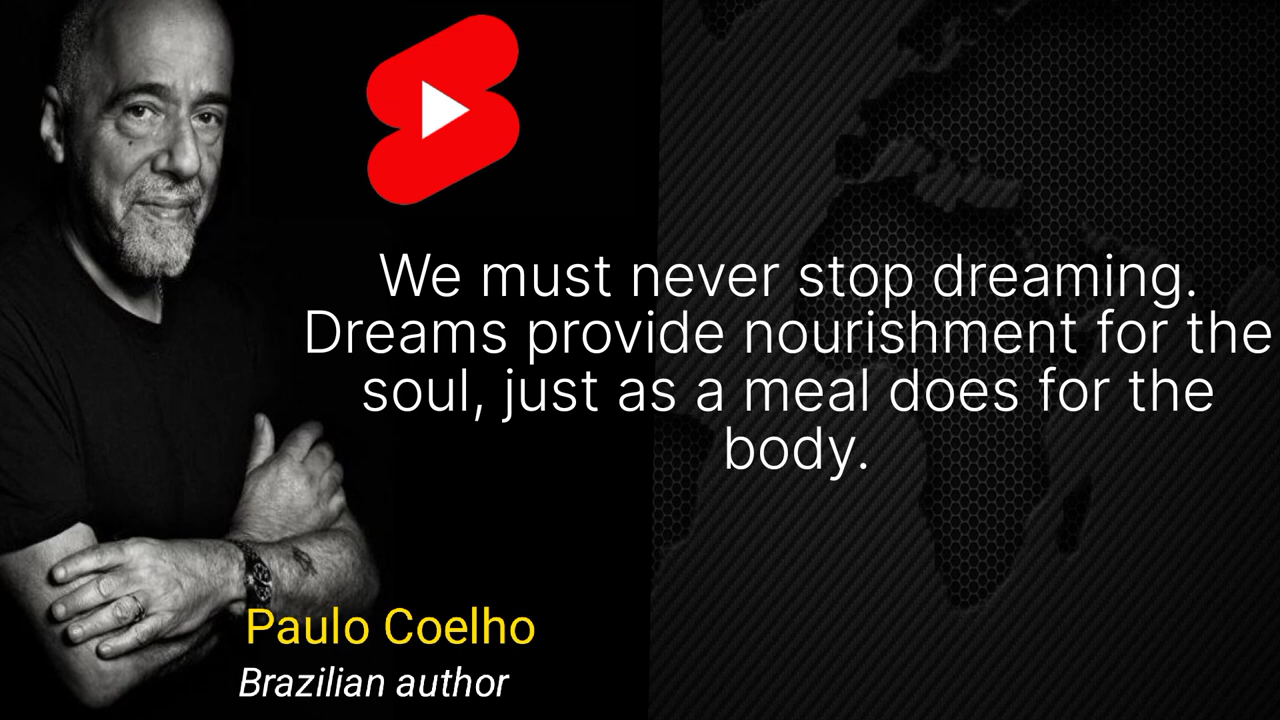 We must never stop dreaming.
Dreams provide nourishment for the
soul, just as a meal does for the
body.
Paulo Coelho
Brazilian author